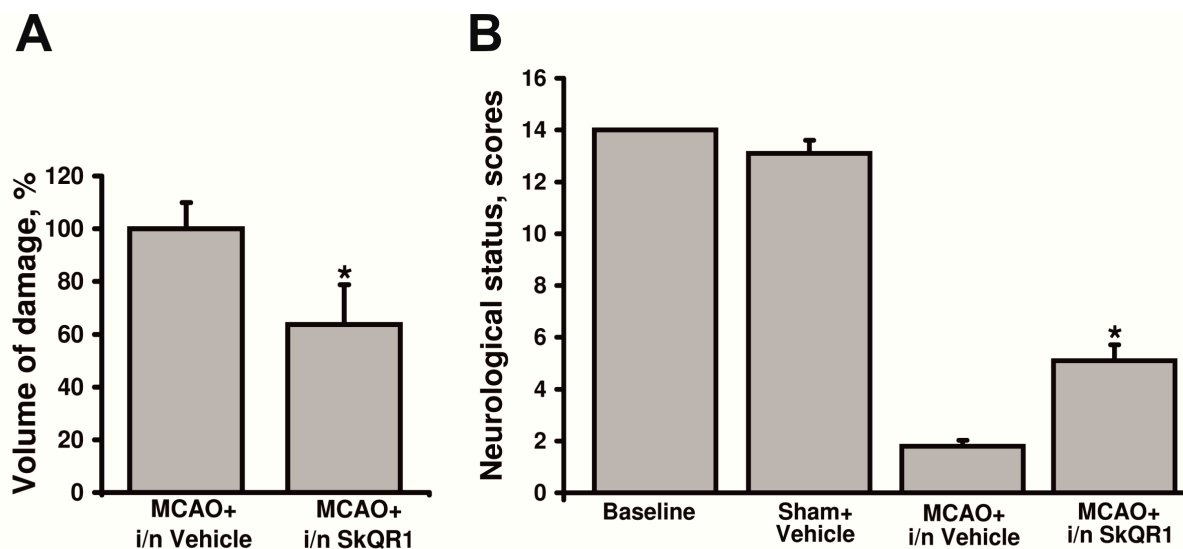 A
Volume of damage, %
120
100
80
60
40
20
0
*
MCAO+
i/n Vehicle
MCAO+
i/n SkQR1
B
Neurological status, scores
16
14
12
10
8
6
4
2
0
*
Baseline
Sham+
Vehicle
MCAO+
i/n Vehicle
MCAO+
i/n SkQR1